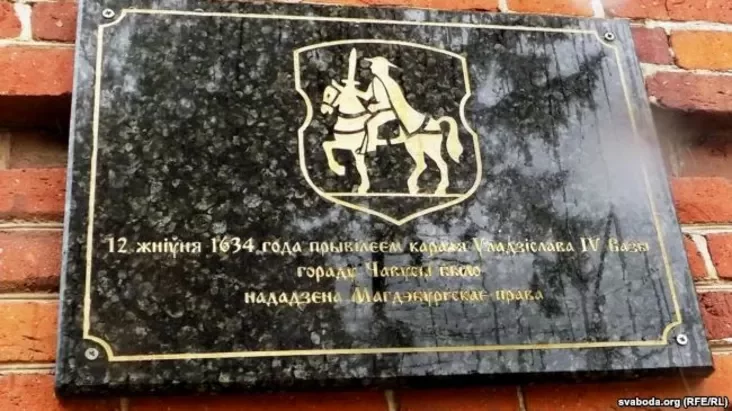 12 жніўня 1634 года прывілеем караля Уладзіслава IV Вазы
гораду Чавусы было
нададзена Магдэбургскае права
svaboda.org (RFE/RL)